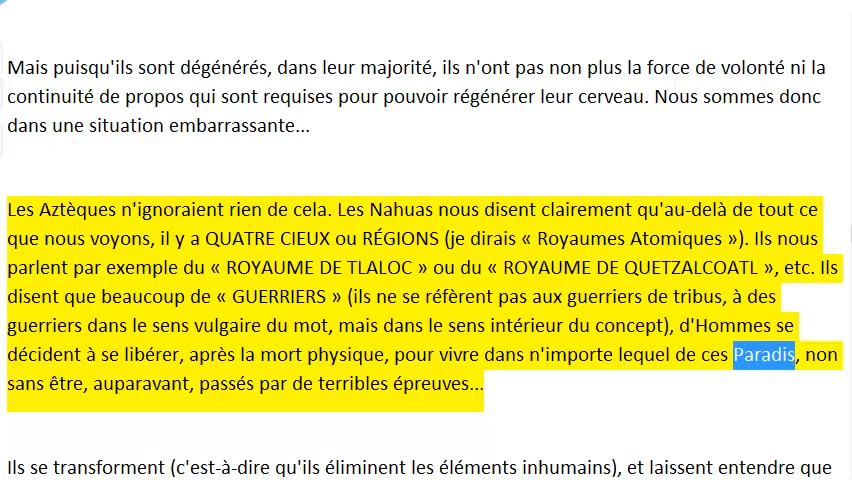 Mais puisqu'ils sont dégénérés, dans leur majorité, ils n'ont pas non plus la force de volonté ni la
continuité de propos qui sont requises pour pouvoir régénérer leur cerveau. Nous sommes donc
dans une situation embarrassante...
Les Aztèques n'ignoraient rien de cela. Les Nahuas nous disent clairement qu'au-delà de tout ce
que nous voyons, il y a QUATRE CIEUX ou RÉGIONS (je dirais « Royaumes Atomiques »). Ils nous
parlent par exemple du « ROYAUME DE TLALOC » ou du « ROYAUME DE QUETZALCOATL », etc. Ils
disent que beaucoup de « GUERRIERS » (ils ne se réfèrent pas aux guerriers de tribus, à des
guerriers dans le sens vulgaire du mot, mais dans le sens intérieur du concept), d'Hommes se
décident à se libérer, après la mort physique, pour vivre dans n'importe lequel de ces Paradis, non
sans être, auparavant, passés par de terribles épreuves...
Ils se transforment (c'est-à-dire qu'ils éliminent les éléments inhumains), et laissent entendre que